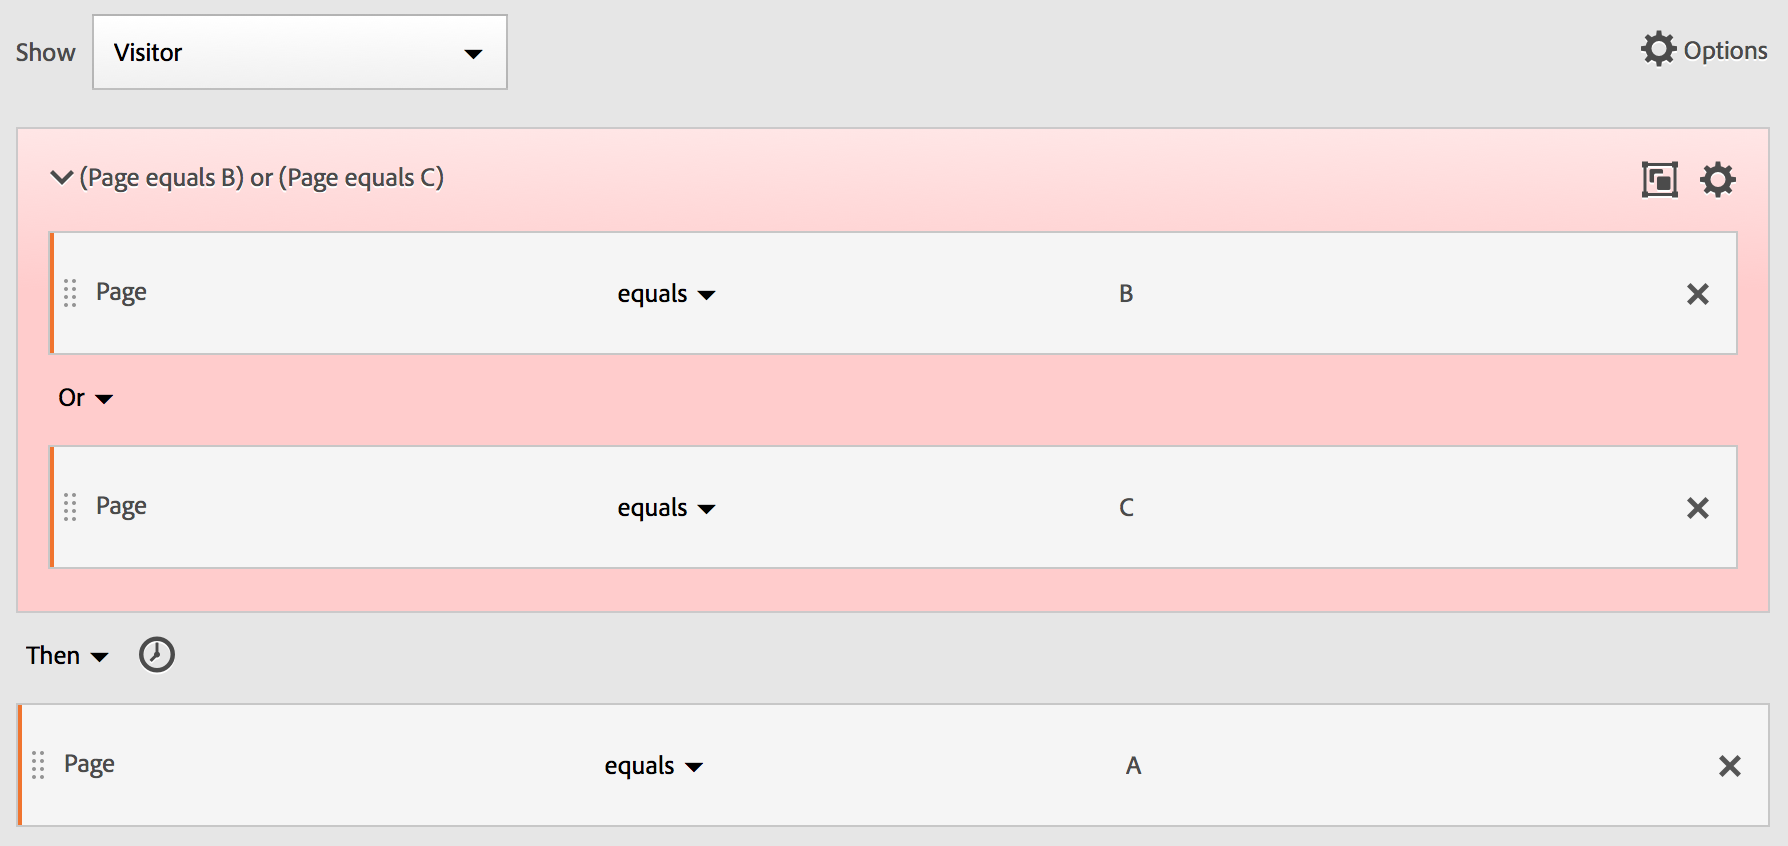 Show Visitor Options
(Page equals B) or (Page equals C)
Page equals B
Or
Page equals C
Then
Page equals A